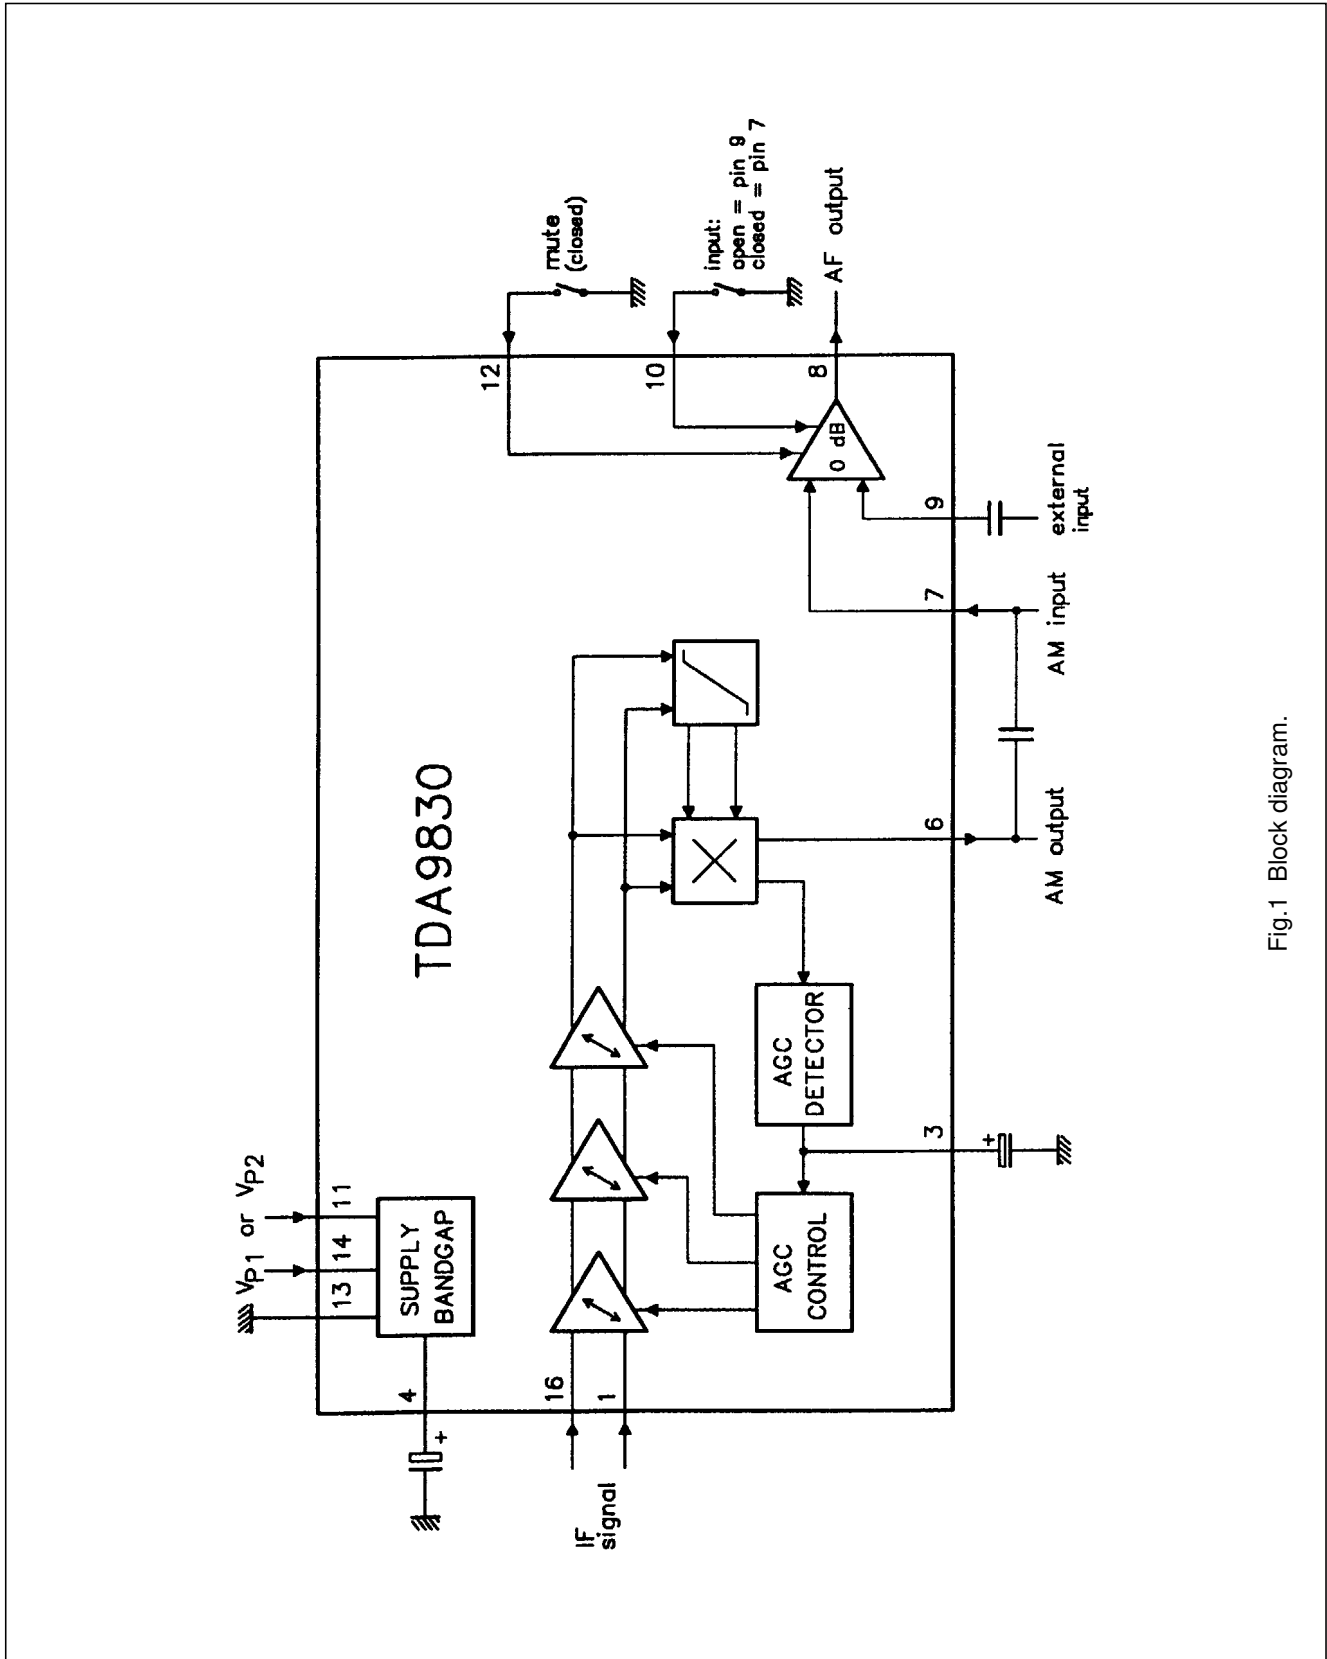 VP1 or VP2
13
14
11
4
SUPPLY
BANDGAP
TDA9830
12
mute
(closed)
10
input:
open = pin 9
closed = pin 7
IF
signal
16
1
AGC
CONTROL
AGC
DETECTOR
0 dB
8
AF output
+
+
3
6
7
9
AM output
AM input
external
input
Fig.1 Block diagram.